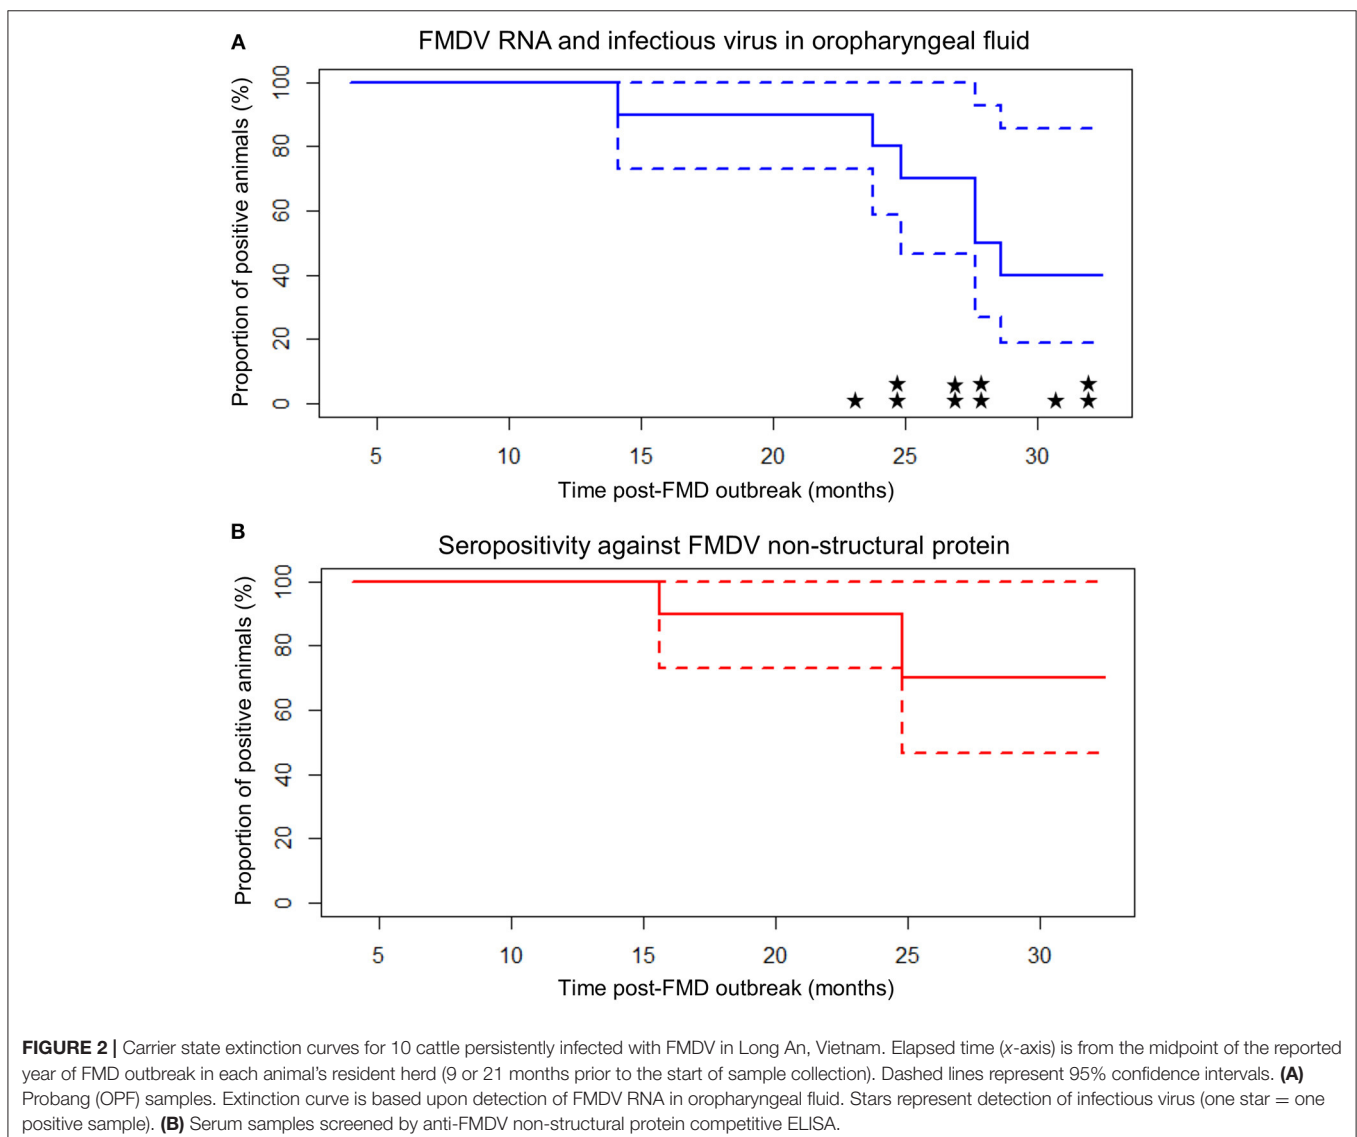 A
FMDV RNA and infectious virus in oropharyngeal fluid
Proportion of positive animals (%)
100
80
60
40
20
0
5 10 15 20 25 30
Time post-FMD outbreak (months)
B
Seropositivity against FMDV non-structural protein
Proportion of positive animals (%)
100
80
60
40
20
0
5 10 15 20 25 30
Time post-FMD outbreak (months)
FIGURE 2 | Carrier state extinction curves for 10 cattle persistently infected with FMDV in Long An, Vietnam. Elapsed time (x-axis) is from the midpoint of the reported
year of FMD outbreak in each animal's resident herd (9 or 21 months prior to the start of sample collection). Dashed lines represent 95% confidence intervals. (A)
Probang (OPF) samples. Extinction curve is based upon detection of FMDV RNA in oropharyngeal fluid. Stars represent detection of infectious virus (one star = one
positive sample). (B) Serum samples screened by anti-FMDV non-structural protein competitive ELISA.